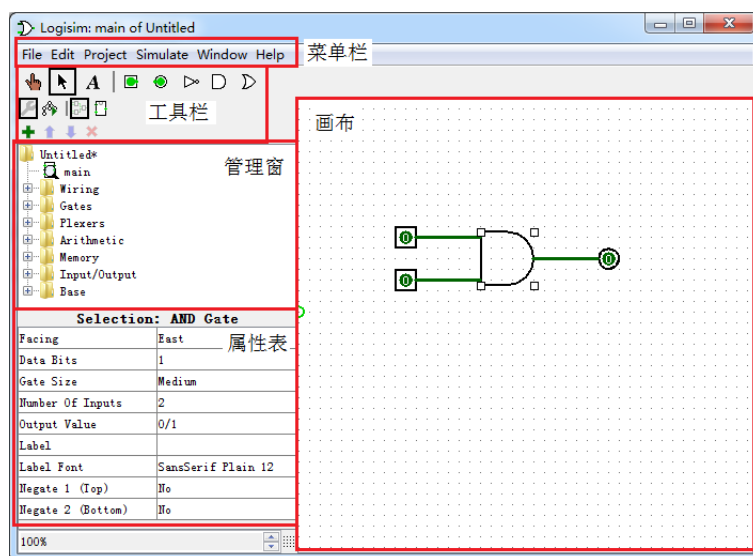 Logisim: main of Untitled
File Edit Project Simulate Window Help
菜单栏
A
工具栏
画布
Untitled*
管理窗
main
Wiring
Gates
Plexers
Arithmetic
Memory
Input/Output
Base
0
0
0
Selection: AND Gate
Facing East
属性表
Data Bits 1
Gate Size Medium
Number Of Inputs 2
Output Value 0/1
Label
Label Font SansSerif Plain 12
Negate 1 (Top) No
Negate 2 (Bottom) No
100%